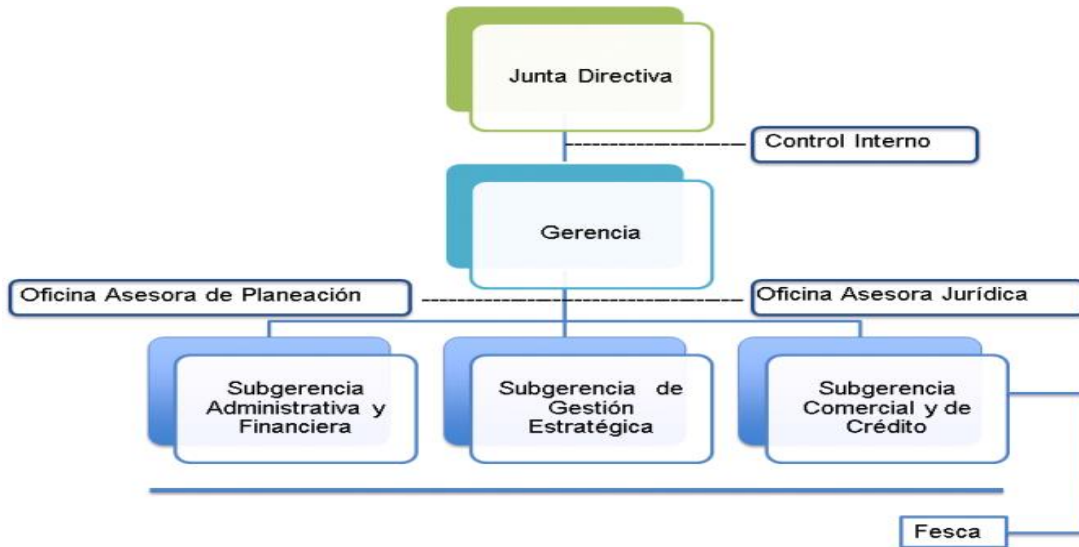 Junta Directiva
Control Interno
Gerencia
Oficina Asesora de Planeación
Oficina Asesora Jurídica
Subgerencia
Administrativa y
Financiera
Subgerencia de
Gestión
Estratégica
Subgerencia
Comercial y de
Crédito
Fesca